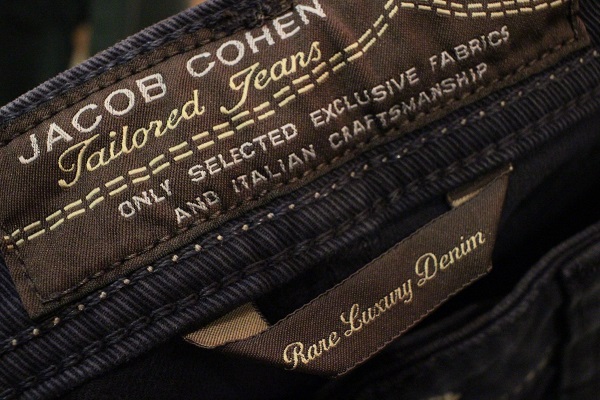 JACOB COHEN
Tailored Jeans
ONLY SELECTED EXCLUSIVE FABRICS
AND ITALIAN CRAFTSMANSHIP
Rare Luxury Denim